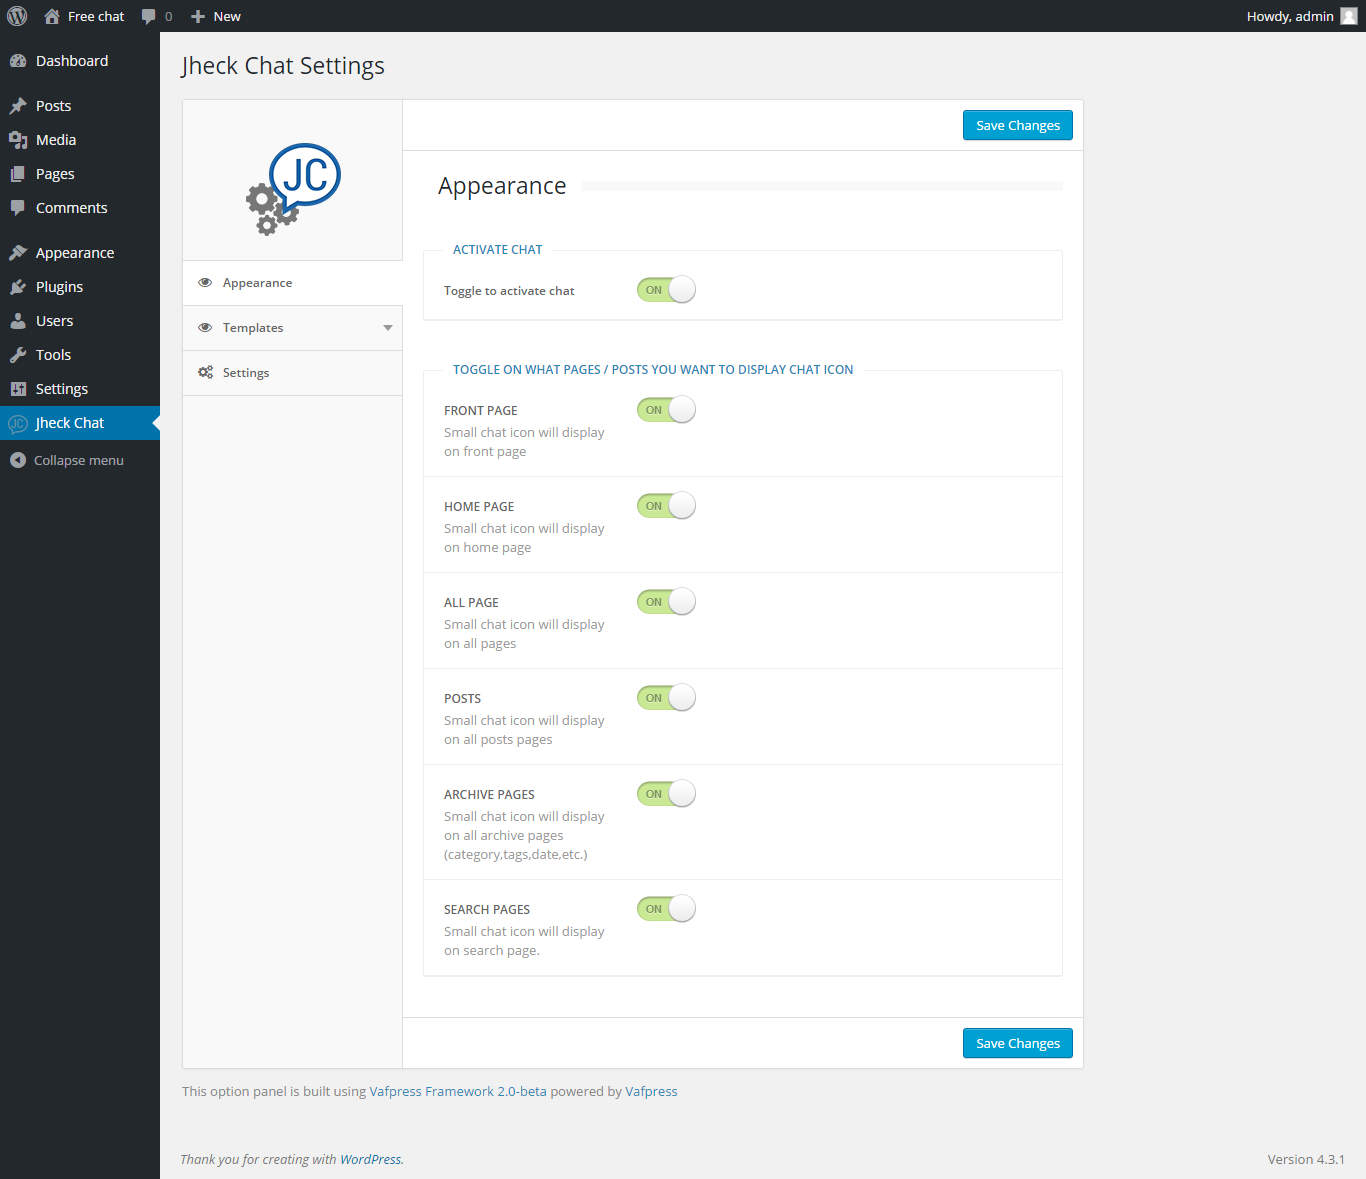 Free chat
0
New
Howdy, admin
Dashboard
Posts
Media
Pages
Comments
Appearance
Plugins
Users
Tools
Settings
Jheck Chat
JC
Collapse menu
Jheck Chat Settings
JC
Appearance
Templates
Settings
Save Changes
Appearance
ACTIVATE CHAT
Toggle to activate chat
ON
TOGGLE ON WHAT PAGES / POSTS YOU WANT TO DISPLAY CHAT ICON
FRONT PAGE
ON
Small chat icon will display
on front page
HOME PAGE
ON
Small chat icon will display
on home page
ALL PAGE
ON
Small chat icon will display
on all pages
POSTS
ON
Small chat icon will display
on all posts pages
ARCHIVE PAGES
ON
Small chat icon will display
on all archive pages
(category,tags,date,etc.)
SEARCH PAGES
ON
Small chat icon will display
on search page.
Save Changes
This option panel is built using Vafpress Framework 2.0-beta powered by Vafpress
Thank you for creating with WordPress.
Version 4.3.1